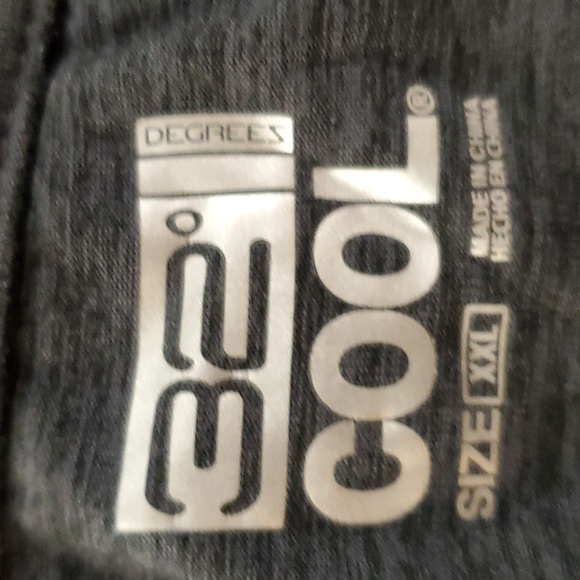 32°
DEGREES
COOL®
SIZE XXL
MADE IN CHINA
HECHO EN CHINA